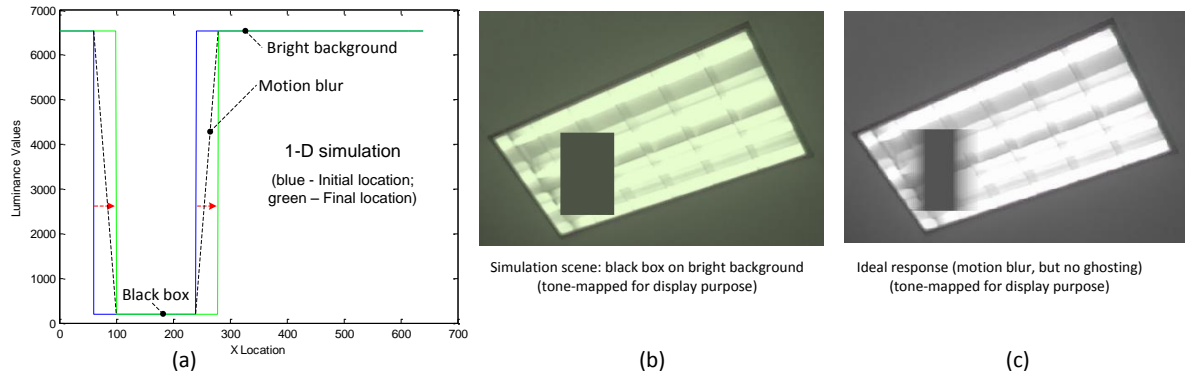 7000
6000
5000
4000
3000
2000
1000
0
Luminance Values
Bright background
Motion blur
1-D simulation
(blue - Initial location;
green – Final location)
Black box
0 100 200 300 400 500 600 700
X Location
(a)
Simulation scene: black box on bright background
(tone-mapped for display purpose)
(b)
Ideal response (motion blur, but no ghosting)
(tone-mapped for display purpose)
(c)